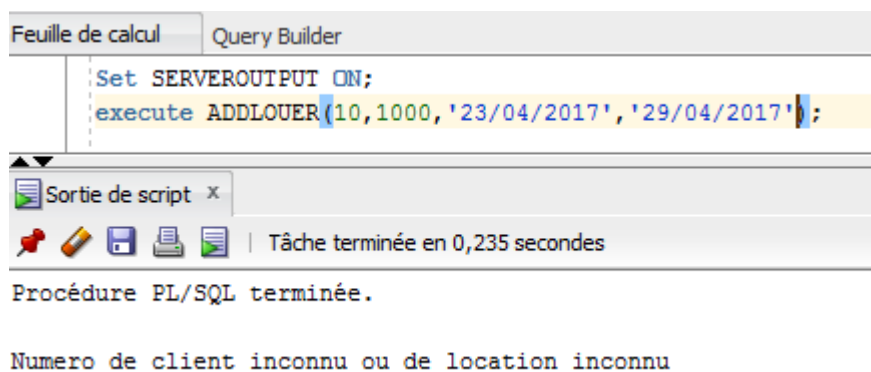 Feuille de calcul Query Builder
Set SERVEROUTPUT ON;
execute ADDLOUER(10,1000,'23/04/2017','29/04/2017');
Sortie de script x
Tâche terminée en 0,235 secondes
Procédure PL/SQL terminée.
Numero de client inconnu ou de location inconnu